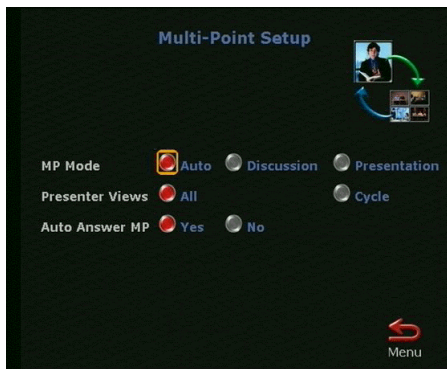 Multi-Point Setup
MP Mode Auto Discussion Presentation
Presenter Views All Cycle
Auto Answer MP Yes No
Menu